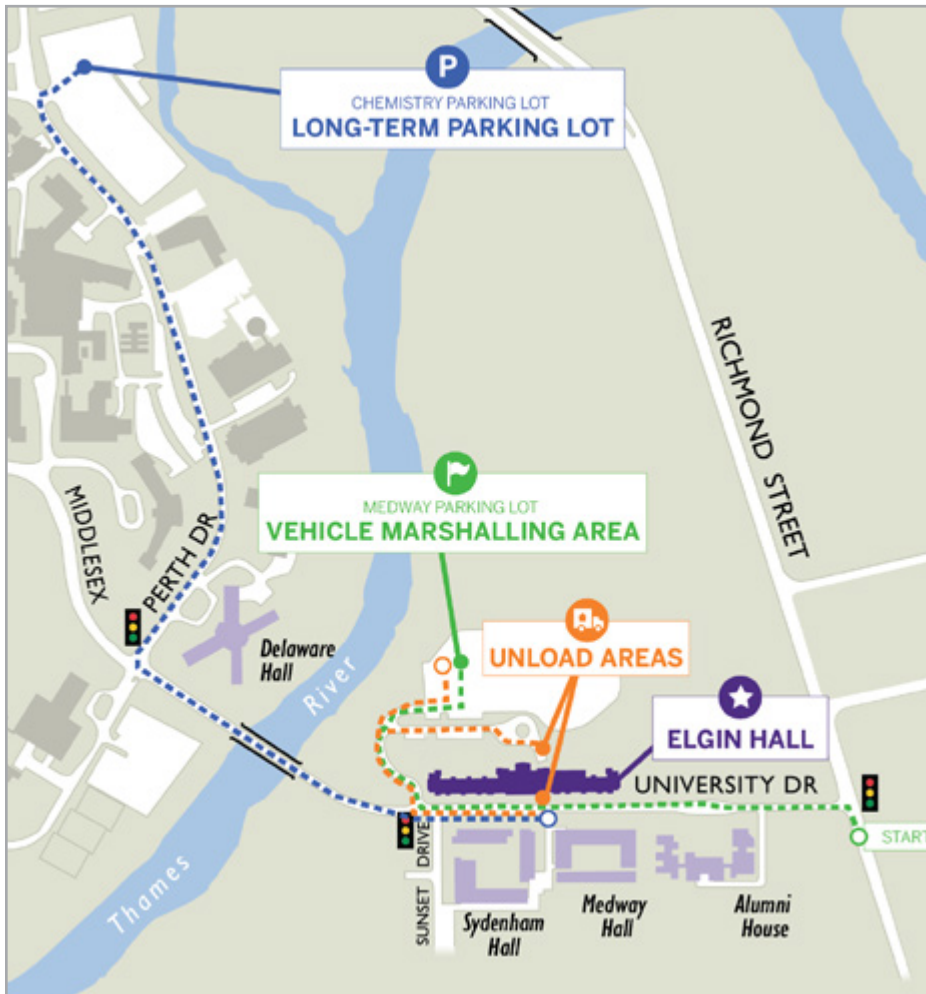 P
CHEMISTRY PARKING LOT
LONG-TERM PARKING LOT
RICHMOND STREET
MEDWAY PARKING LOT
VEHICLE MARSHALLING AREA
MIDDLESEX
PERTH DR
Delaware
Hall
UNLOAD AREAS
ELGIN HALL
UNIVERSITY DR
START
Thames River
SUNSET DRIVE
Sydenham
Hall
Medway
Hall
Alumni
House